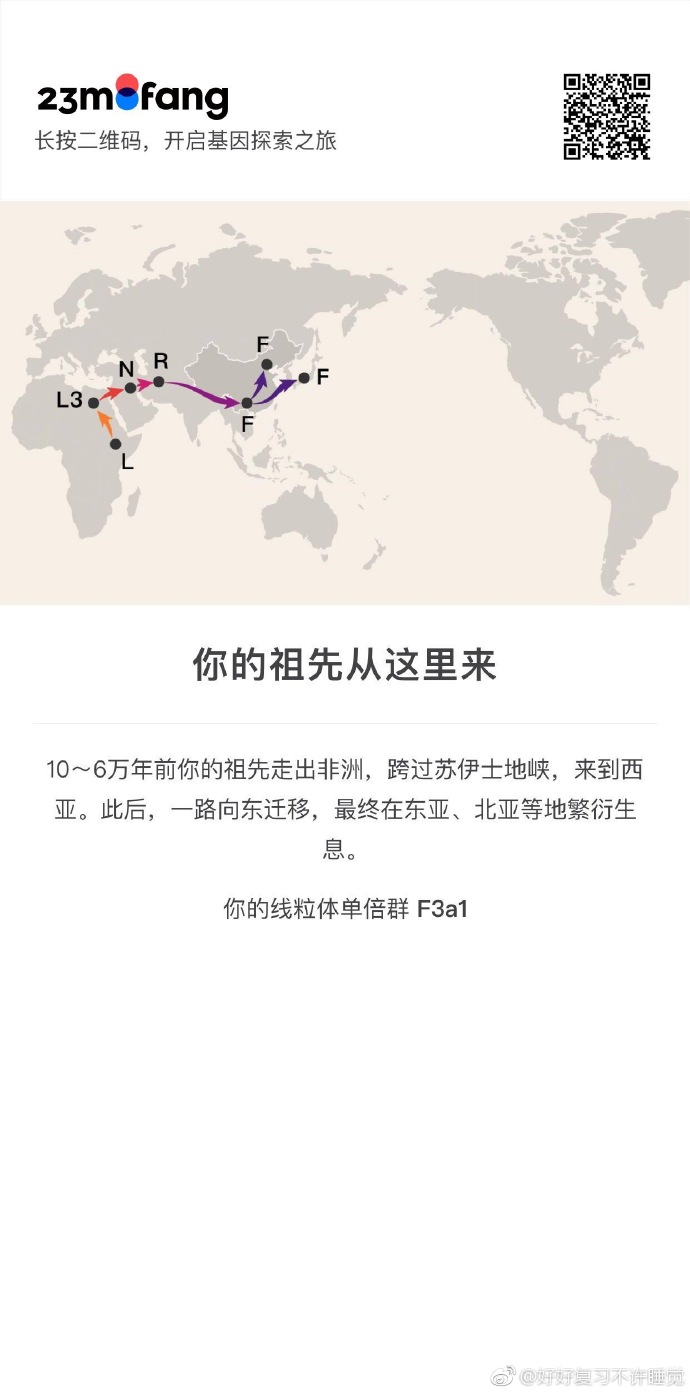 23mofang
长按二维码，开启基因探索之旅
F
R
N
F
L3
F
L
你的祖先从这里来
10～6万年前你的祖先走出非洲，跨过苏伊士地峡，来到西
亚。此后，一路向东迁移，最终在东亚、北亚等地繁衍生
息。
你的线粒体单倍群 F3a1
@好好复习不许睡觉